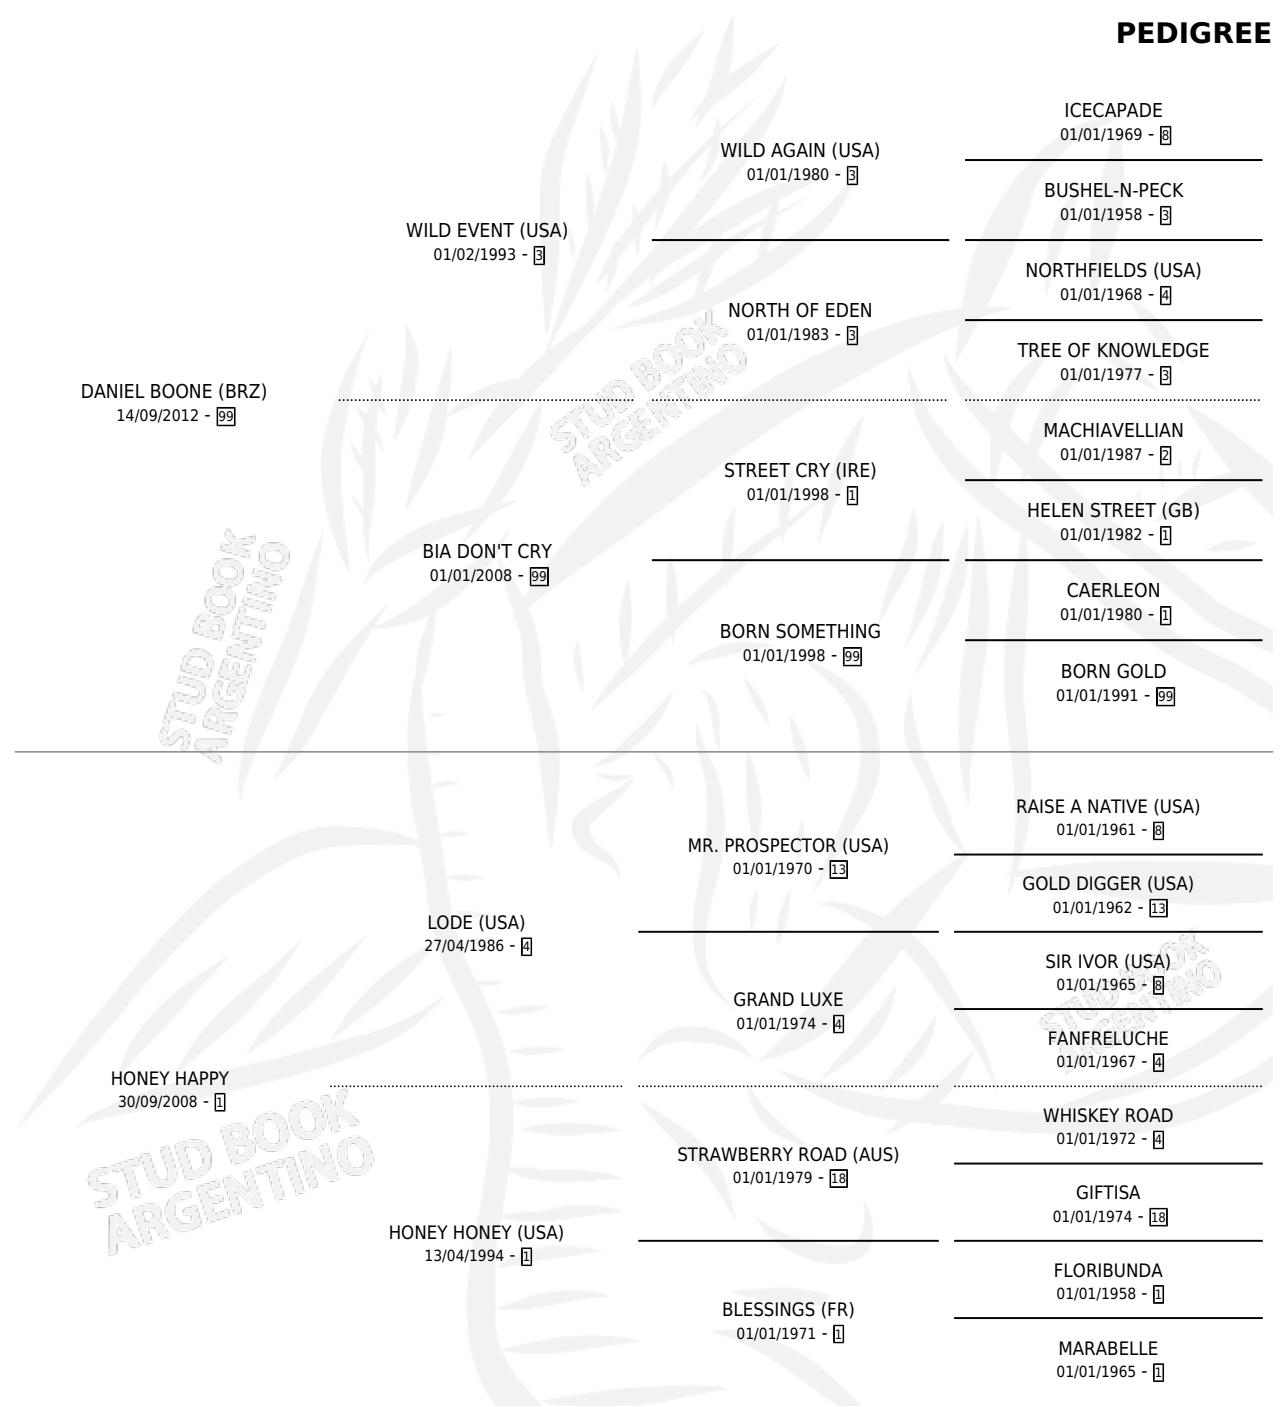 PEDIGREE
ICECAPADE
01/01/1969 - 8
WILD AGAIN (USA)
01/01/1980 - 3
BUSHEL-N-PECK
01/01/1958 - 3
WILD EVENT (USA)
01/02/1993 - 3
NORTHFIELDS (USA)
01/01/1968 - 4
NORTH OF EDEN
01/01/1983 - 3
TREE OF KNOWLEDGE
01/01/1977 - 3
STUD BOOK
ARGENTINO
DANIEL BOONE (BRZ)
14/09/2012 - 99
MACHIAVELLIAN
01/01/1987 - 2
STREET CRY (IRE)
01/01/1998 - 1
HELEN STREET (GB)
01/01/1982 - 1
BIA DON'T CRY
01/01/2008 - 99
CAERLEON
01/01/1980 - 1
BORN SOMETHING
01/01/1998 - 99
BORN GOLD
01/01/1991 - 99
STUD BOOK
ARGENTINO
RAISE A NATIVE (USA)
01/01/1961 - 8
MR. PROSPECTOR (USA)
01/01/1970 - 13
GOLD DIGGER (USA)
01/01/1962 - 13
LODE (USA)
27/04/1986 - 4
SIR IVOR (USA)
01/01/1965 - 8
GRAND LUXE
01/01/1974 - 4
STUD BOOK
ARGENTINO
FANFRELUCHE
01/01/1967 - 4
HONEY HAPPY
30/09/2008 - 1
WHISKEY ROAD
01/01/1972 - 4
STRAWBERRY ROAD (AUS)
01/01/1979 - 18
STUD BOOK
ARGENTINO
GIFTISA
01/01/1974 - 18
HONEY HONEY (USA)
13/04/1994 - 1
FLORIBUNDA
01/01/1958 - 1
BLESSINGS (FR)
01/01/1971 - 1
MARABELLE
01/01/1965 - 1